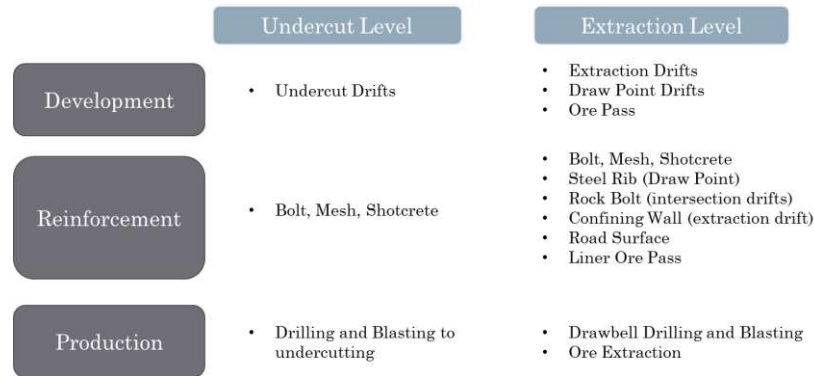 Undercut Level
Extraction Level
Development
• Undercut Drifts
• Extraction Drifts
• Draw Point Drifts
• Ore Pass
Reinforcement
• Bolt, Mesh, Shotcrete
• Bolt, Mesh, Shotcrete
• Steel Rib (Draw Point)
• Rock Bolt (intersection drifts)
• Confining Wall (extraction drift)
• Road Surface
• Liner Ore Pass
Production
• Drilling and Blasting to
undercutting
• Drawbell Drilling and Blasting
• Ore Extraction